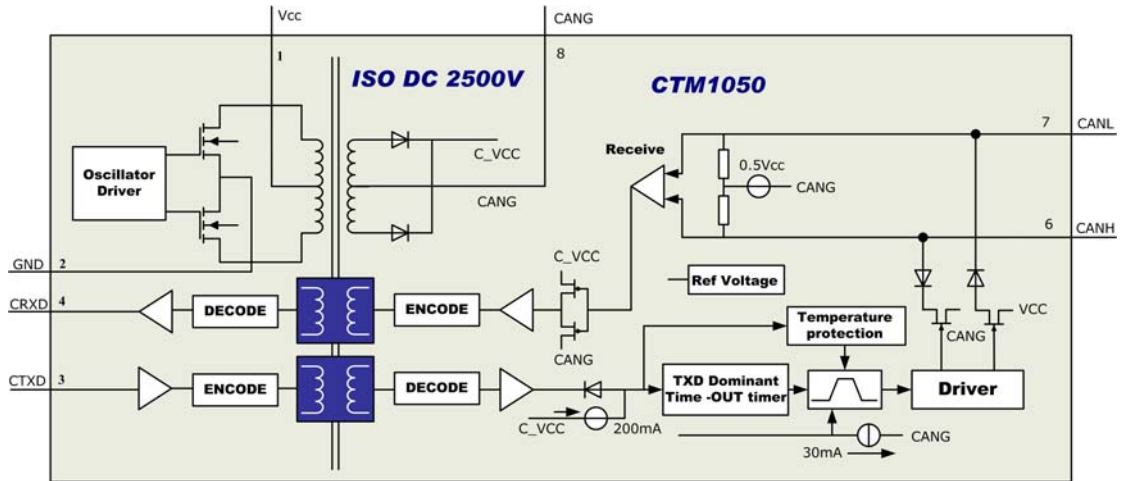 Vcc
CANG
1
8
ISO DC 2500V
CTM1050
7
CANL
Receive
0.5Vcc
C_VCC
Oscillator
Driver
CANG
CANG
6
CANH
GND
2
C_VCC
Ref Voltage
CRXD
4
DECODE
ENCODE
VCC
Temperature
protection
CANG
CANG
CTXD
3
ENCODE
DECODE
TXD Dominant
Time -OUT timer
Driver
C_VCC
200mA
CANG
30mA